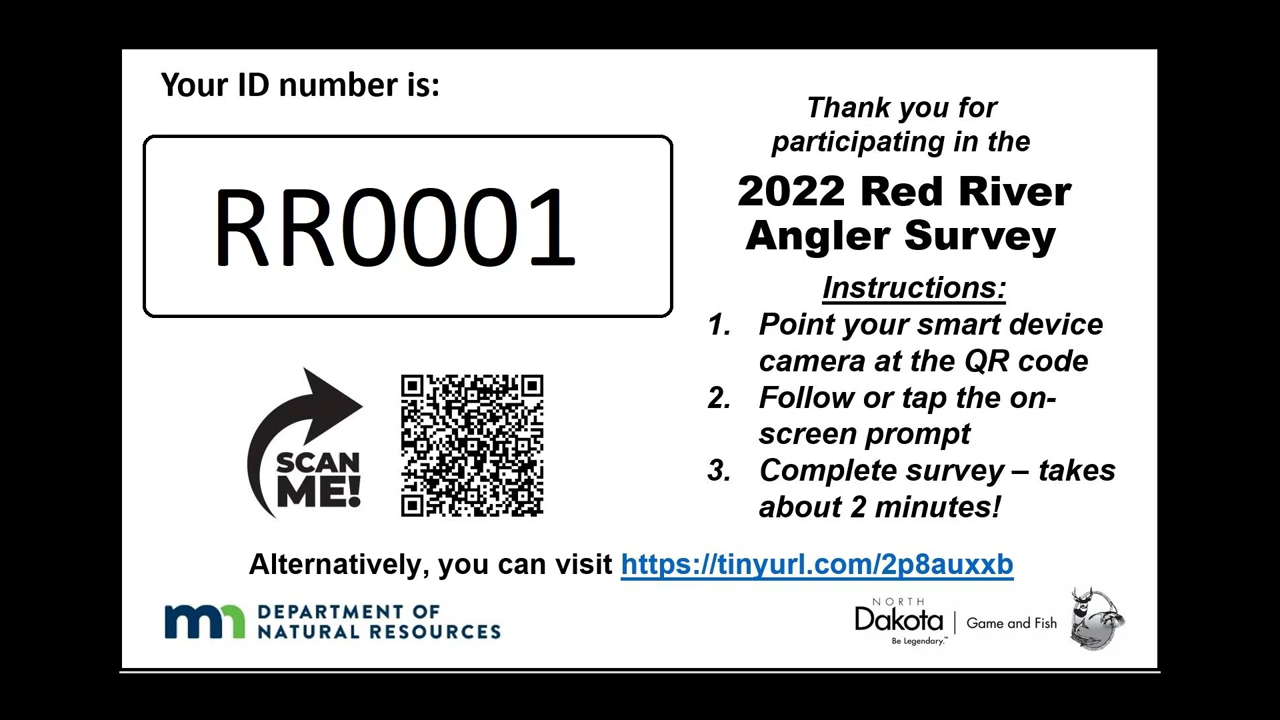 Your ID number is:
RR0001
SCAN
ME!
Thank you for
participating in the
2022 Red River
Angler Survey
Instructions:
1. Point your smart device
camera at the QR code
2. Follow or tap the on-
screen prompt
3. Complete survey – takes
about 2 minutes!
Alternatively, you can visit https://tinyurl.com/2p8auxxb
mn DEPARTMENT OF
NATURAL RESOURCES
NORTH
Dakota | Game and Fish
Be Legendary.™